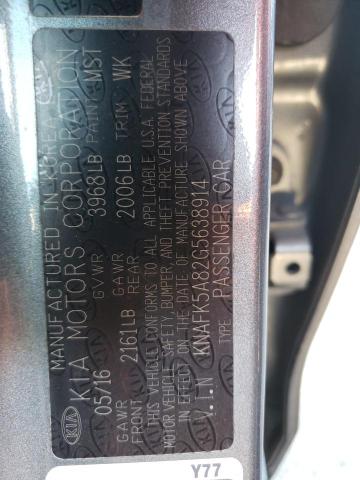 MANUFACTURED IN KOREA
KIA KIA MOTORS CORPORATION
05/16 GVWR 3968LB PAINT MST
GAWR FRONT 2161LB GAWR REAR 2006LB TRIM WK
THIS VEHICLE CONFORMS TO ALL APPLICABLE U.S.A. FEDERAL
MOTOR VEHICLE SAFETY, BUMPER, AND THEFT PREVENTION STANDARDS
IN EFFECT ON THE DATE OF MANUFACTURE SHOWN ABOVE
V.I.N KNAFK5A82G5638914
TYPE PASSENGER CAR
Y77